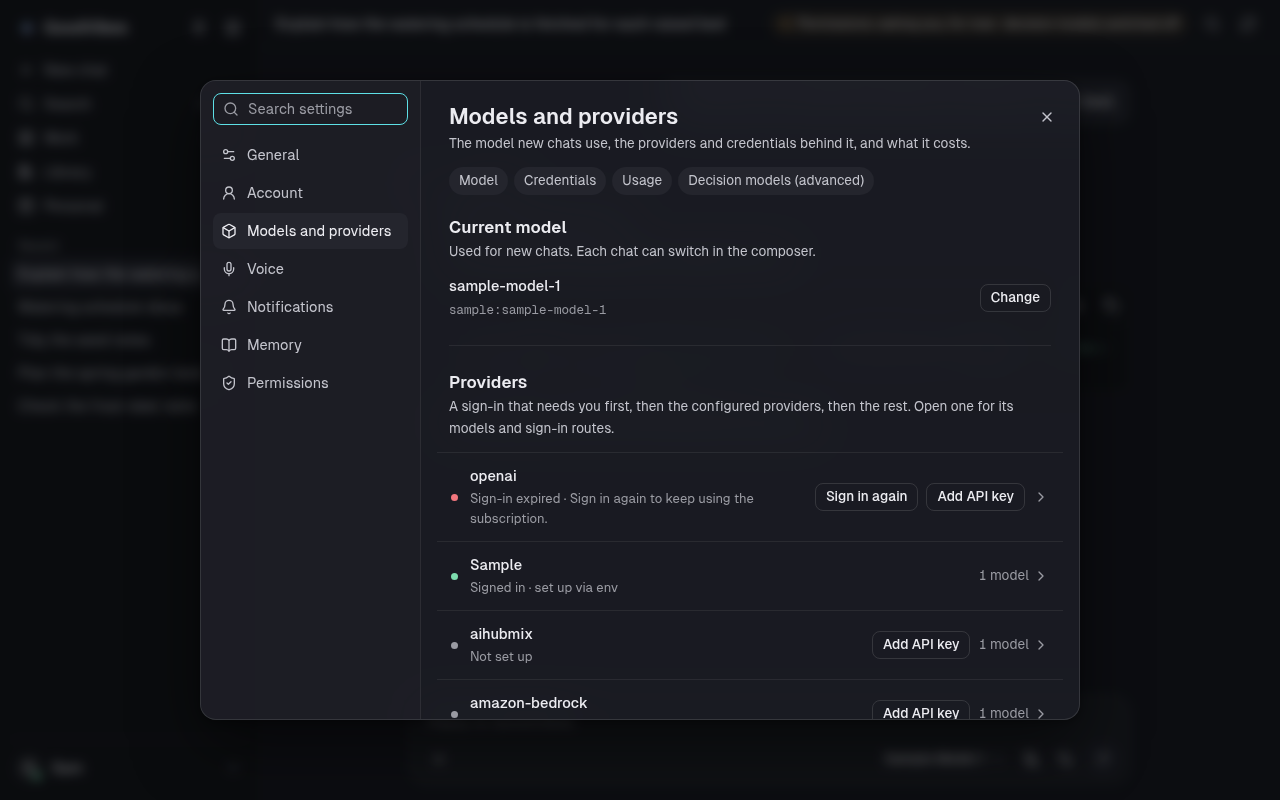 Search settings
General
Account
Models and providers
Voice
Notifications
Memory
Permissions
Models and providers
The model new chats use, the providers and credentials behind it, and what it costs.
Model
Credentials
Usage
Decision models (advanced)
Current model
Used for new chats. Each chat can switch in the composer.
sample-model-1
sample:sample-model-1
Change
Providers
A sign-in that needs you first, then the configured providers, then the rest. Open one for its
models and sign-in routes.
openai
Sign-in expired · Sign in again to keep using the
subscription.
Sign in again
Add API key
Sample
Signed in · set up via env
1 model
aihubmix
Not set up
Add API key
1 model
amazon-bedrock
Add API key
1 model